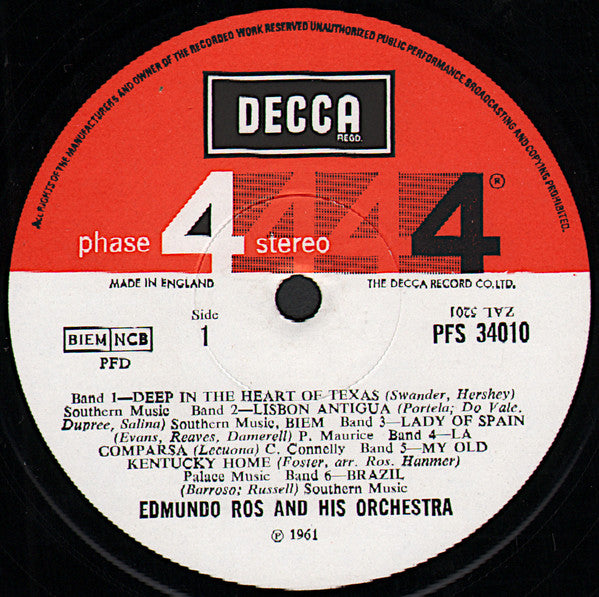 ALL RIGHTS OF THE MANUFACTURERS AND OWNER OF THE RECORDED WORK RESERVED UNAUTHORIZED PUBLIC PERFORMANCE, BROADCASTING AND COPYING PROHIBITED.
DECCA
REGD.
phase 4 stereo 4 4 4 ®
MADE IN ENGLAND THE DECCA RECORD CO. LTD.
ZAL 5201
Side
1
PFS 34010
BIEM NCB
PFD
Band 1—DEEP IN THE HEART OF TEXAS (Swander, Hershey)
Southern Music Band 2—LISBON ANTIGUA (Portela; Do Vale,
Dupree, Salina) Southern Music, BIEM Band 3—LADY OF SPAIN
(Evans, Reaves, Damerell) P. Maurice Band 4—LA
COMPARSA (Lecuona) C. Connelly Band 5—MY OLD
KENTUCKY HOME (Foster, arr. Ros, Hanmer)
Palace Music Band 6—BRAZIL
(Barroso; Russell) Southern Music
EDMUNDO ROS AND HIS ORCHESTRA
℗ 1961